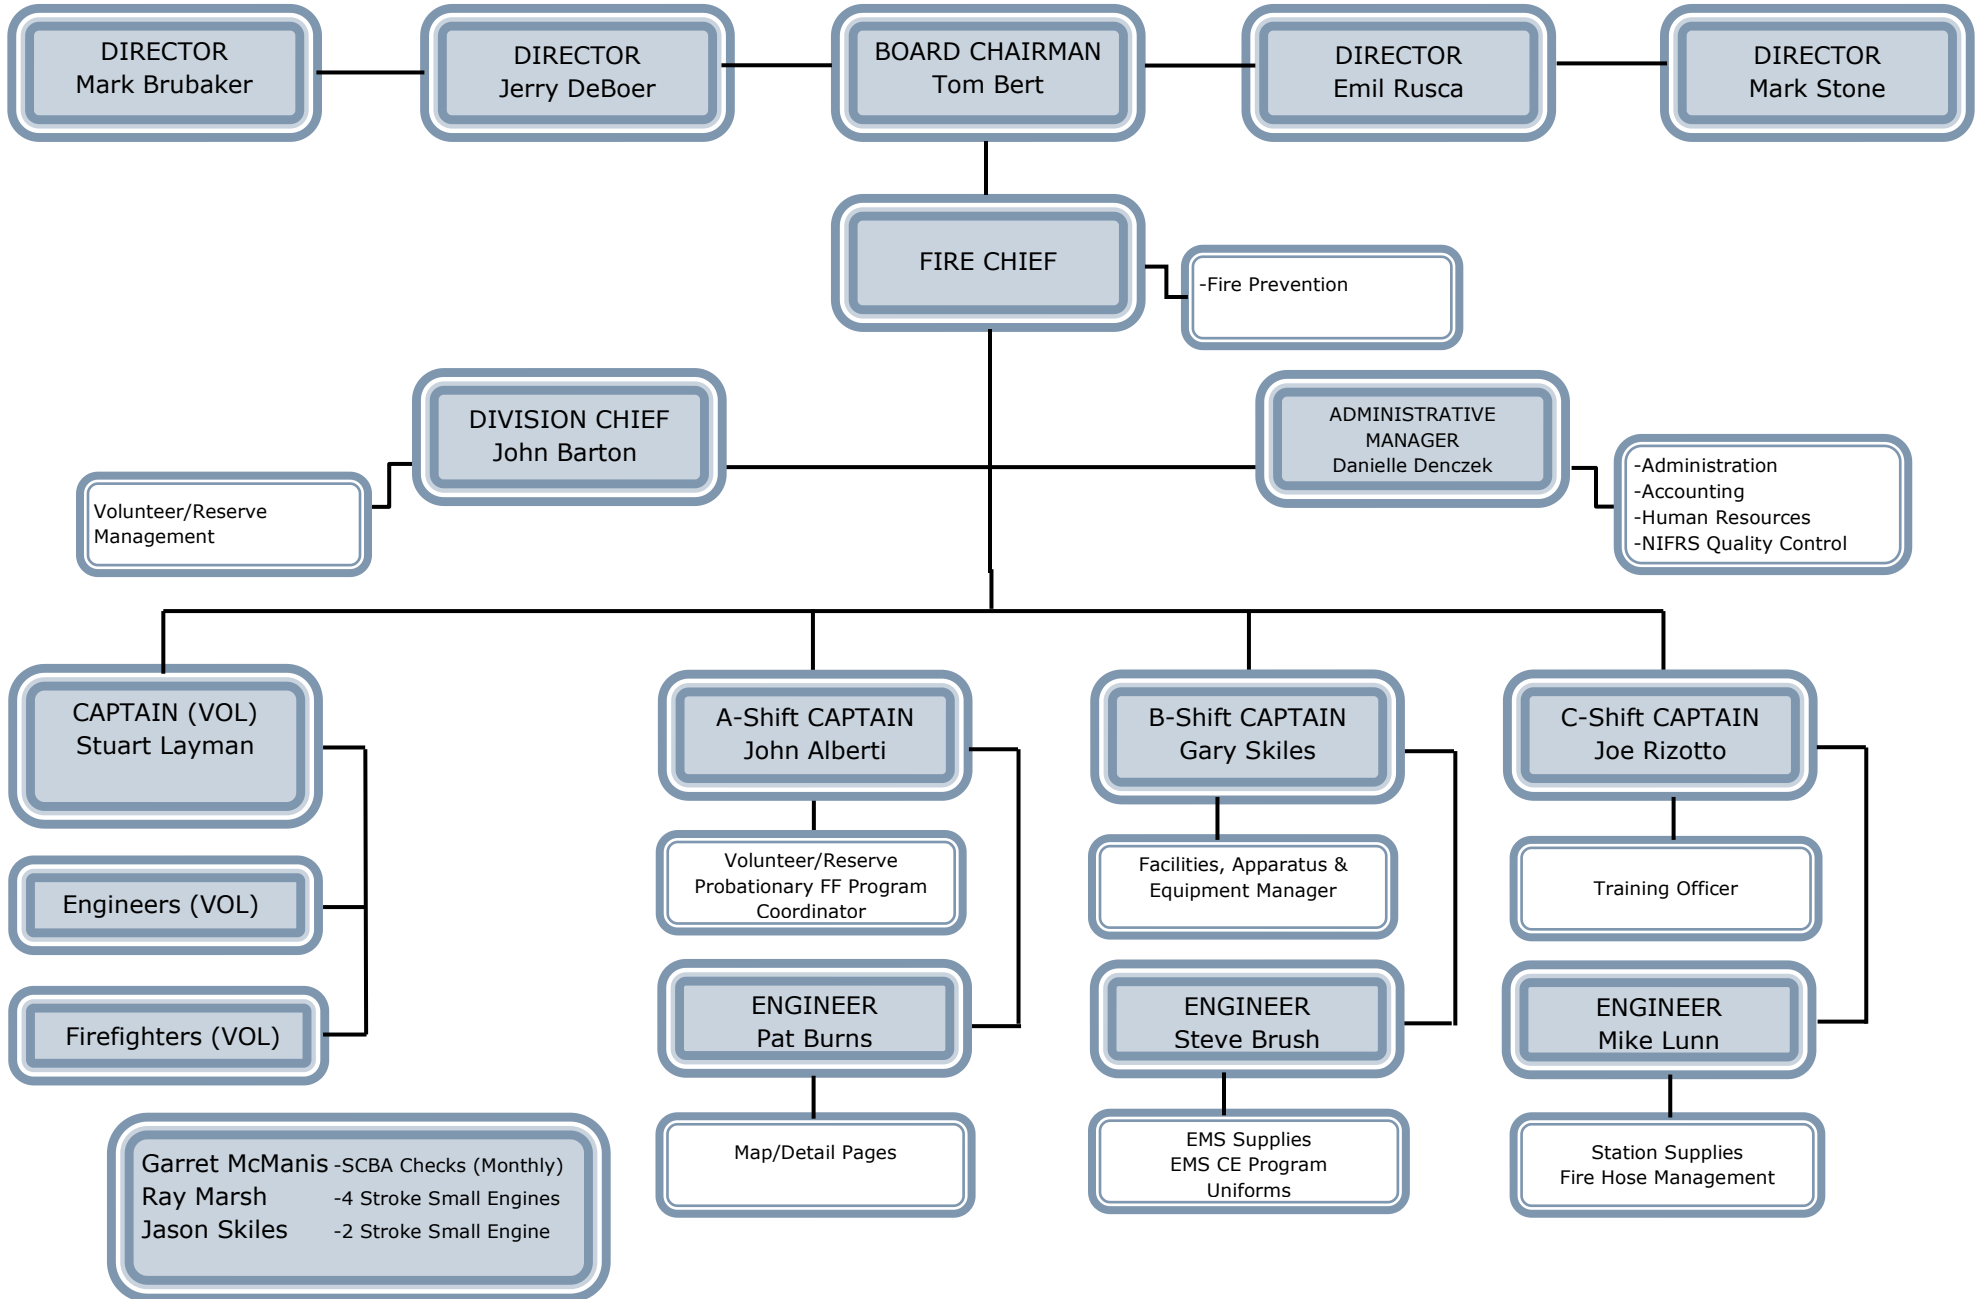 DIRECTOR
Mark Brubaker
DIRECTOR
Jerry DeBoer
BOARD CHAIRMAN
Tom Bert
DIRECTOR
Emil Rusca
DIRECTOR
Mark Stone
FIRE CHIEF
-Fire Prevention
DIVISION CHIEF
John Barton
Volunteer/Reserve
Management
ADMINISTRATIVE
MANAGER
Danielle Denczek
-Administration
-Accounting
-Human Resources
-NIFRS Quality Control
CAPTAIN (VOL)
Stuart Layman
Engineers (VOL)
Firefighters (VOL)
Garret McManis -SCBA Checks (Monthly)
Ray Marsh -4 Stroke Small Engines
Jason Skiles -2 Stroke Small Engine
A-Shift CAPTAIN
John Alberti
Volunteer/Reserve
Probationary FF Program
Coordinator
ENGINEER
Pat Burns
Map/Detail Pages
B-Shift CAPTAIN
Gary Skiles
Facilities, Apparatus &
Equipment Manager
ENGINEER
Steve Brush
EMS Supplies
EMS CE Program
Uniforms
C-Shift CAPTAIN
Joe Rizotto
Training Officer
ENGINEER
Mike Lunn
Station Supplies
Fire Hose Management